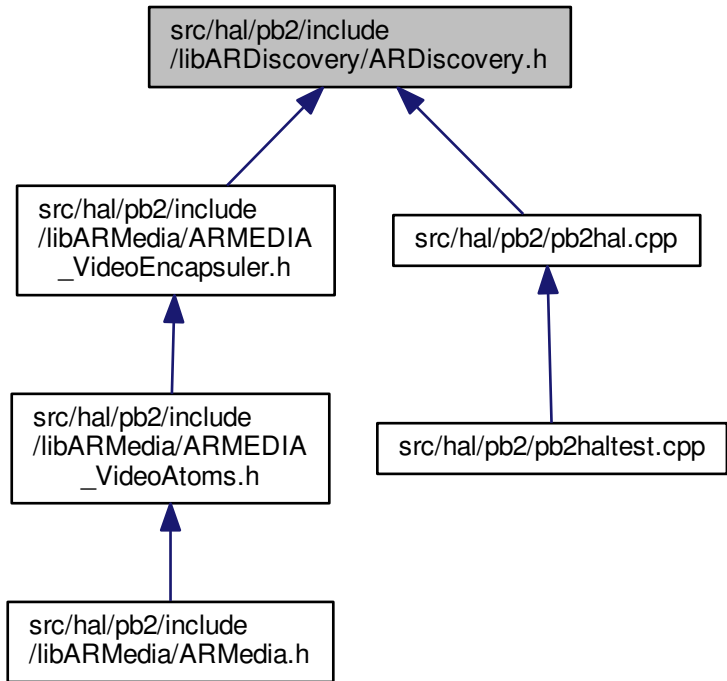 src/hal/pb2/include
/libARDiscovery/ARDiscovery.h
src/hal/pb2/include
/libARMedia/ARMEDIA
_VideoEncapsuler.h
src/hal/pb2/pb2hal.cpp
src/hal/pb2/include
/libARMedia/ARMEDIA
_VideoAtoms.h
src/hal/pb2/pb2haltest.cpp
src/hal/pb2/include
/libARMedia/ARMedia.h